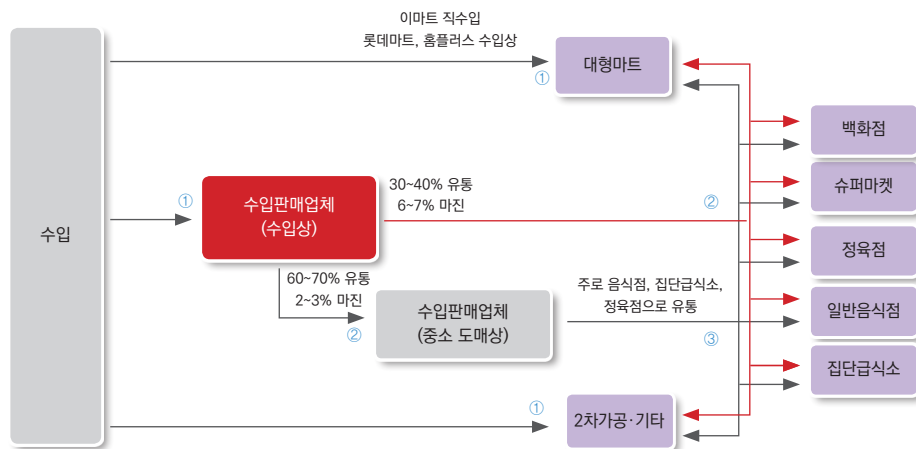 이마트 직수입
롯데마트, 홈플러스 수입상
①
대형마트
백화점
슈퍼마켓
정육점
일반음식점
집단급식소
수입
①
수입판매업체
(수입상)
30~40% 유통
6~7% 마진
②
60~70% 유통
2~3% 마진
②
수입판매업체
(중소 도매상)
주로 음식점, 집단급식소,
정육점으로 유통
③
①
2차가공·기타